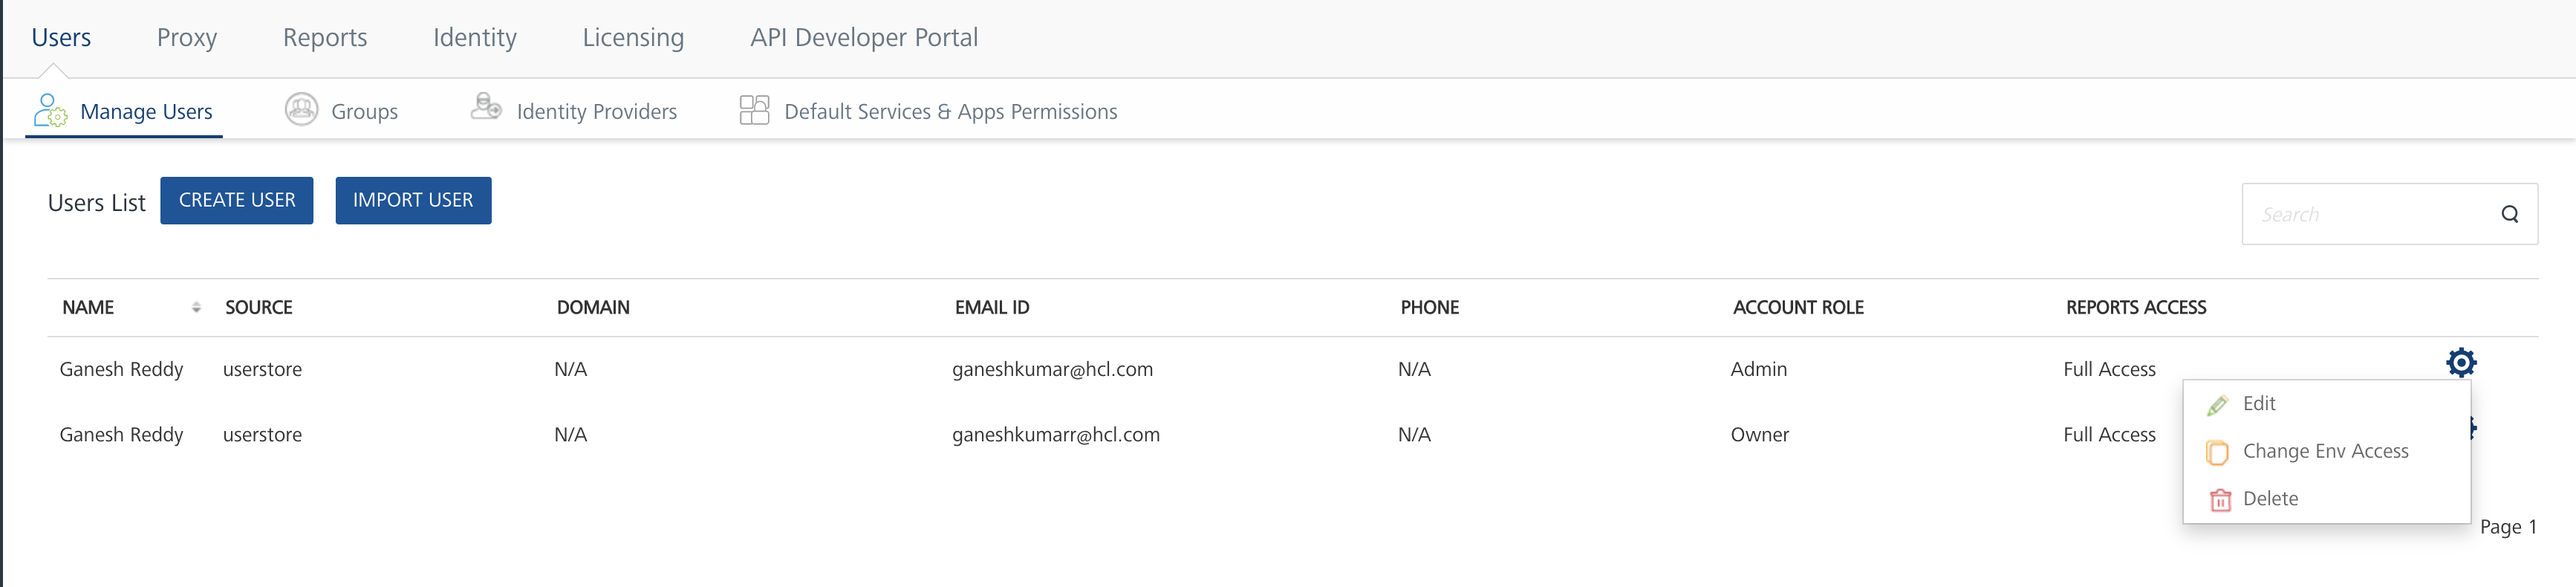 Users Proxy Reports Identity Licensing API Developer Portal
Manage Users Groups Identity Providers Default Services & Apps Permissions
Users List CREATE USER IMPORT USER Search
NAME SOURCE DOMAIN EMAIL ID PHONE ACCOUNT ROLE REPORTS ACCESS
Ganesh Reddy userstore N/A ganeshkumar@hcl.com N/A Admin Full Access
Ganesh Reddy userstore N/A ganeshkumarr@hcl.com N/A Owner Full Access
Edit
Change Env Access
Delete
Page 1